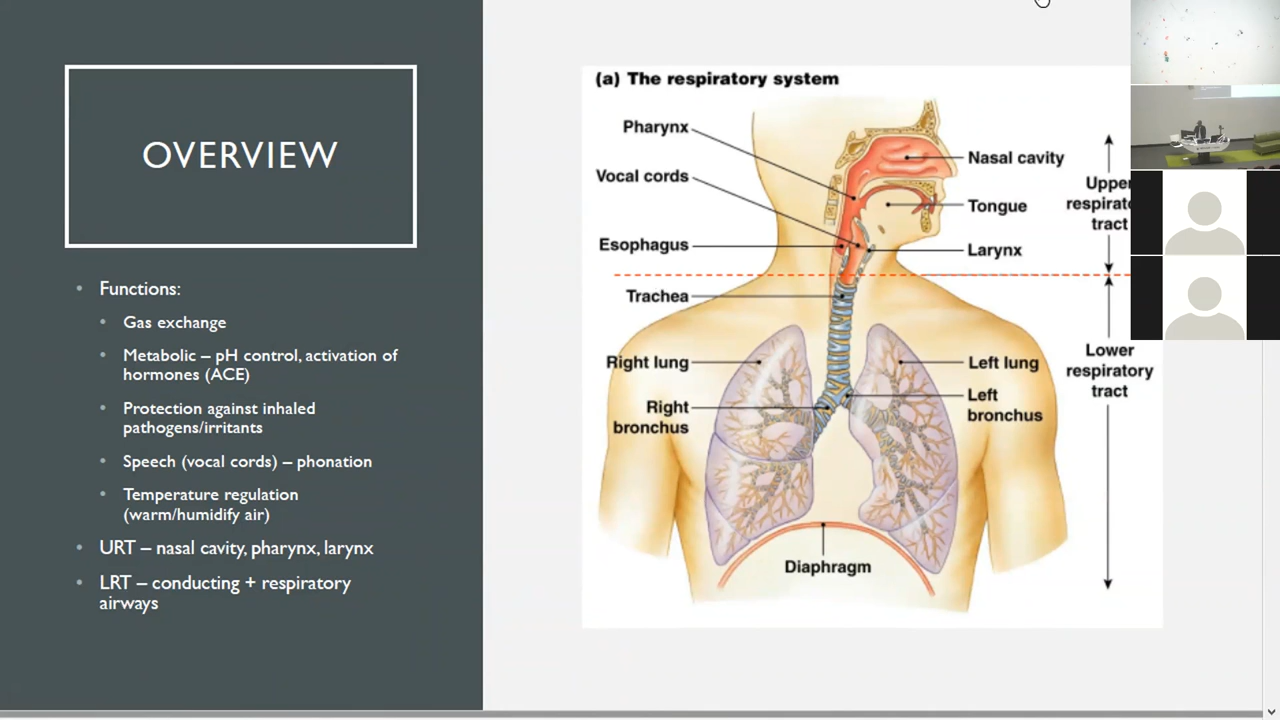 OVERVIEW
• Functions:
• Gas exchange
• Metabolic – pH control, activation of
hormones (ACE)
• Protection against inhaled
pathogens/irritants
• Speech (vocal cords) – phonation
• Temperature regulation
(warm/humidify air)
• URT – nasal cavity, pharynx, larynx
• LRT – conducting + respiratory
airways
(a) The respiratory system
Pharynx
Vocal cords
Esophagus
Trachea
Right lung
Right
bronchus
Nasal cavity
Tongue
Larynx
Left lung
Left
bronchus
Diaphragm
Upper
respirato
tract
Lower
respiratory
tract